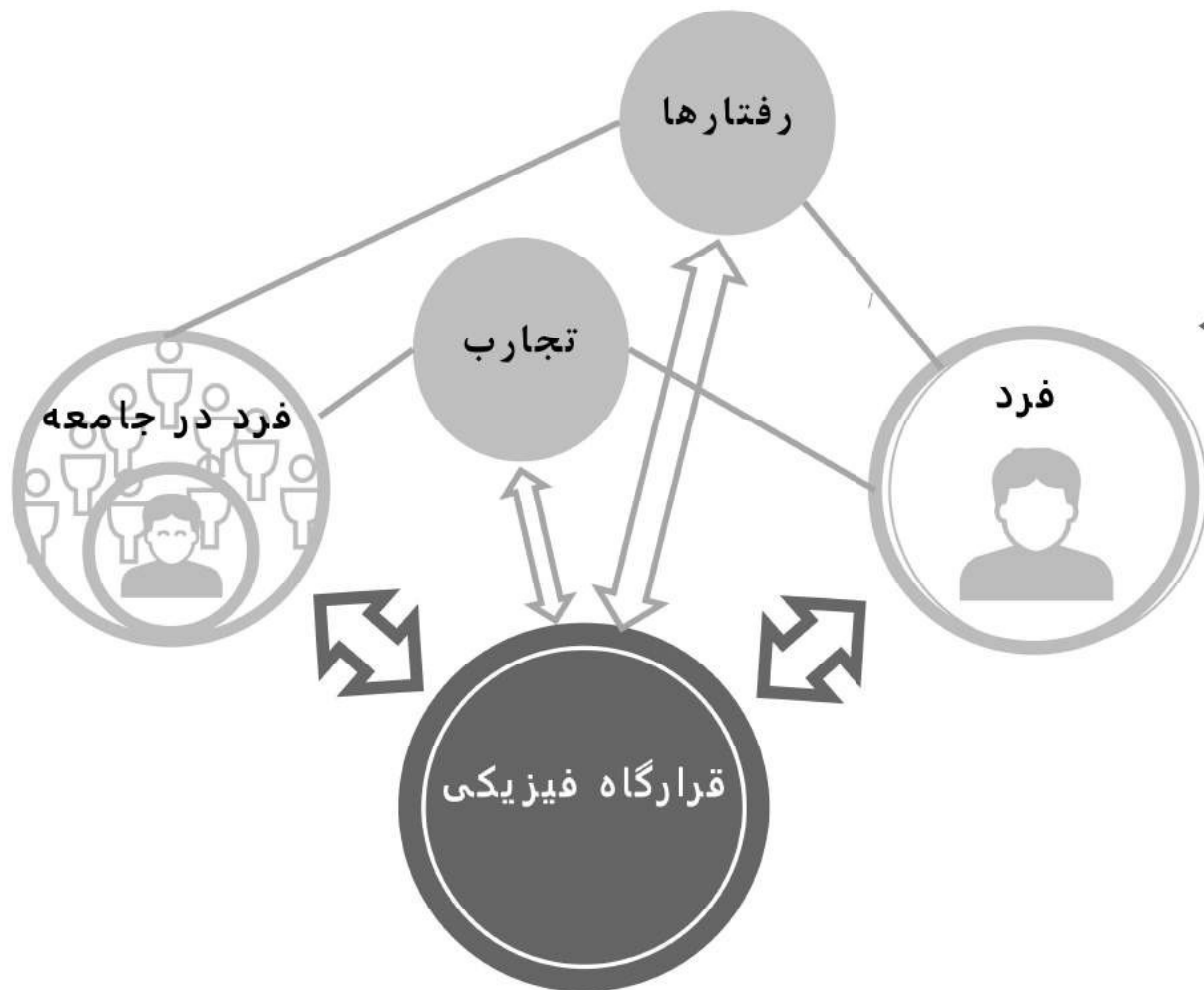 رفتارها
تجارب
فرد
فرد در جامعه
قرارگاه فیزیکی